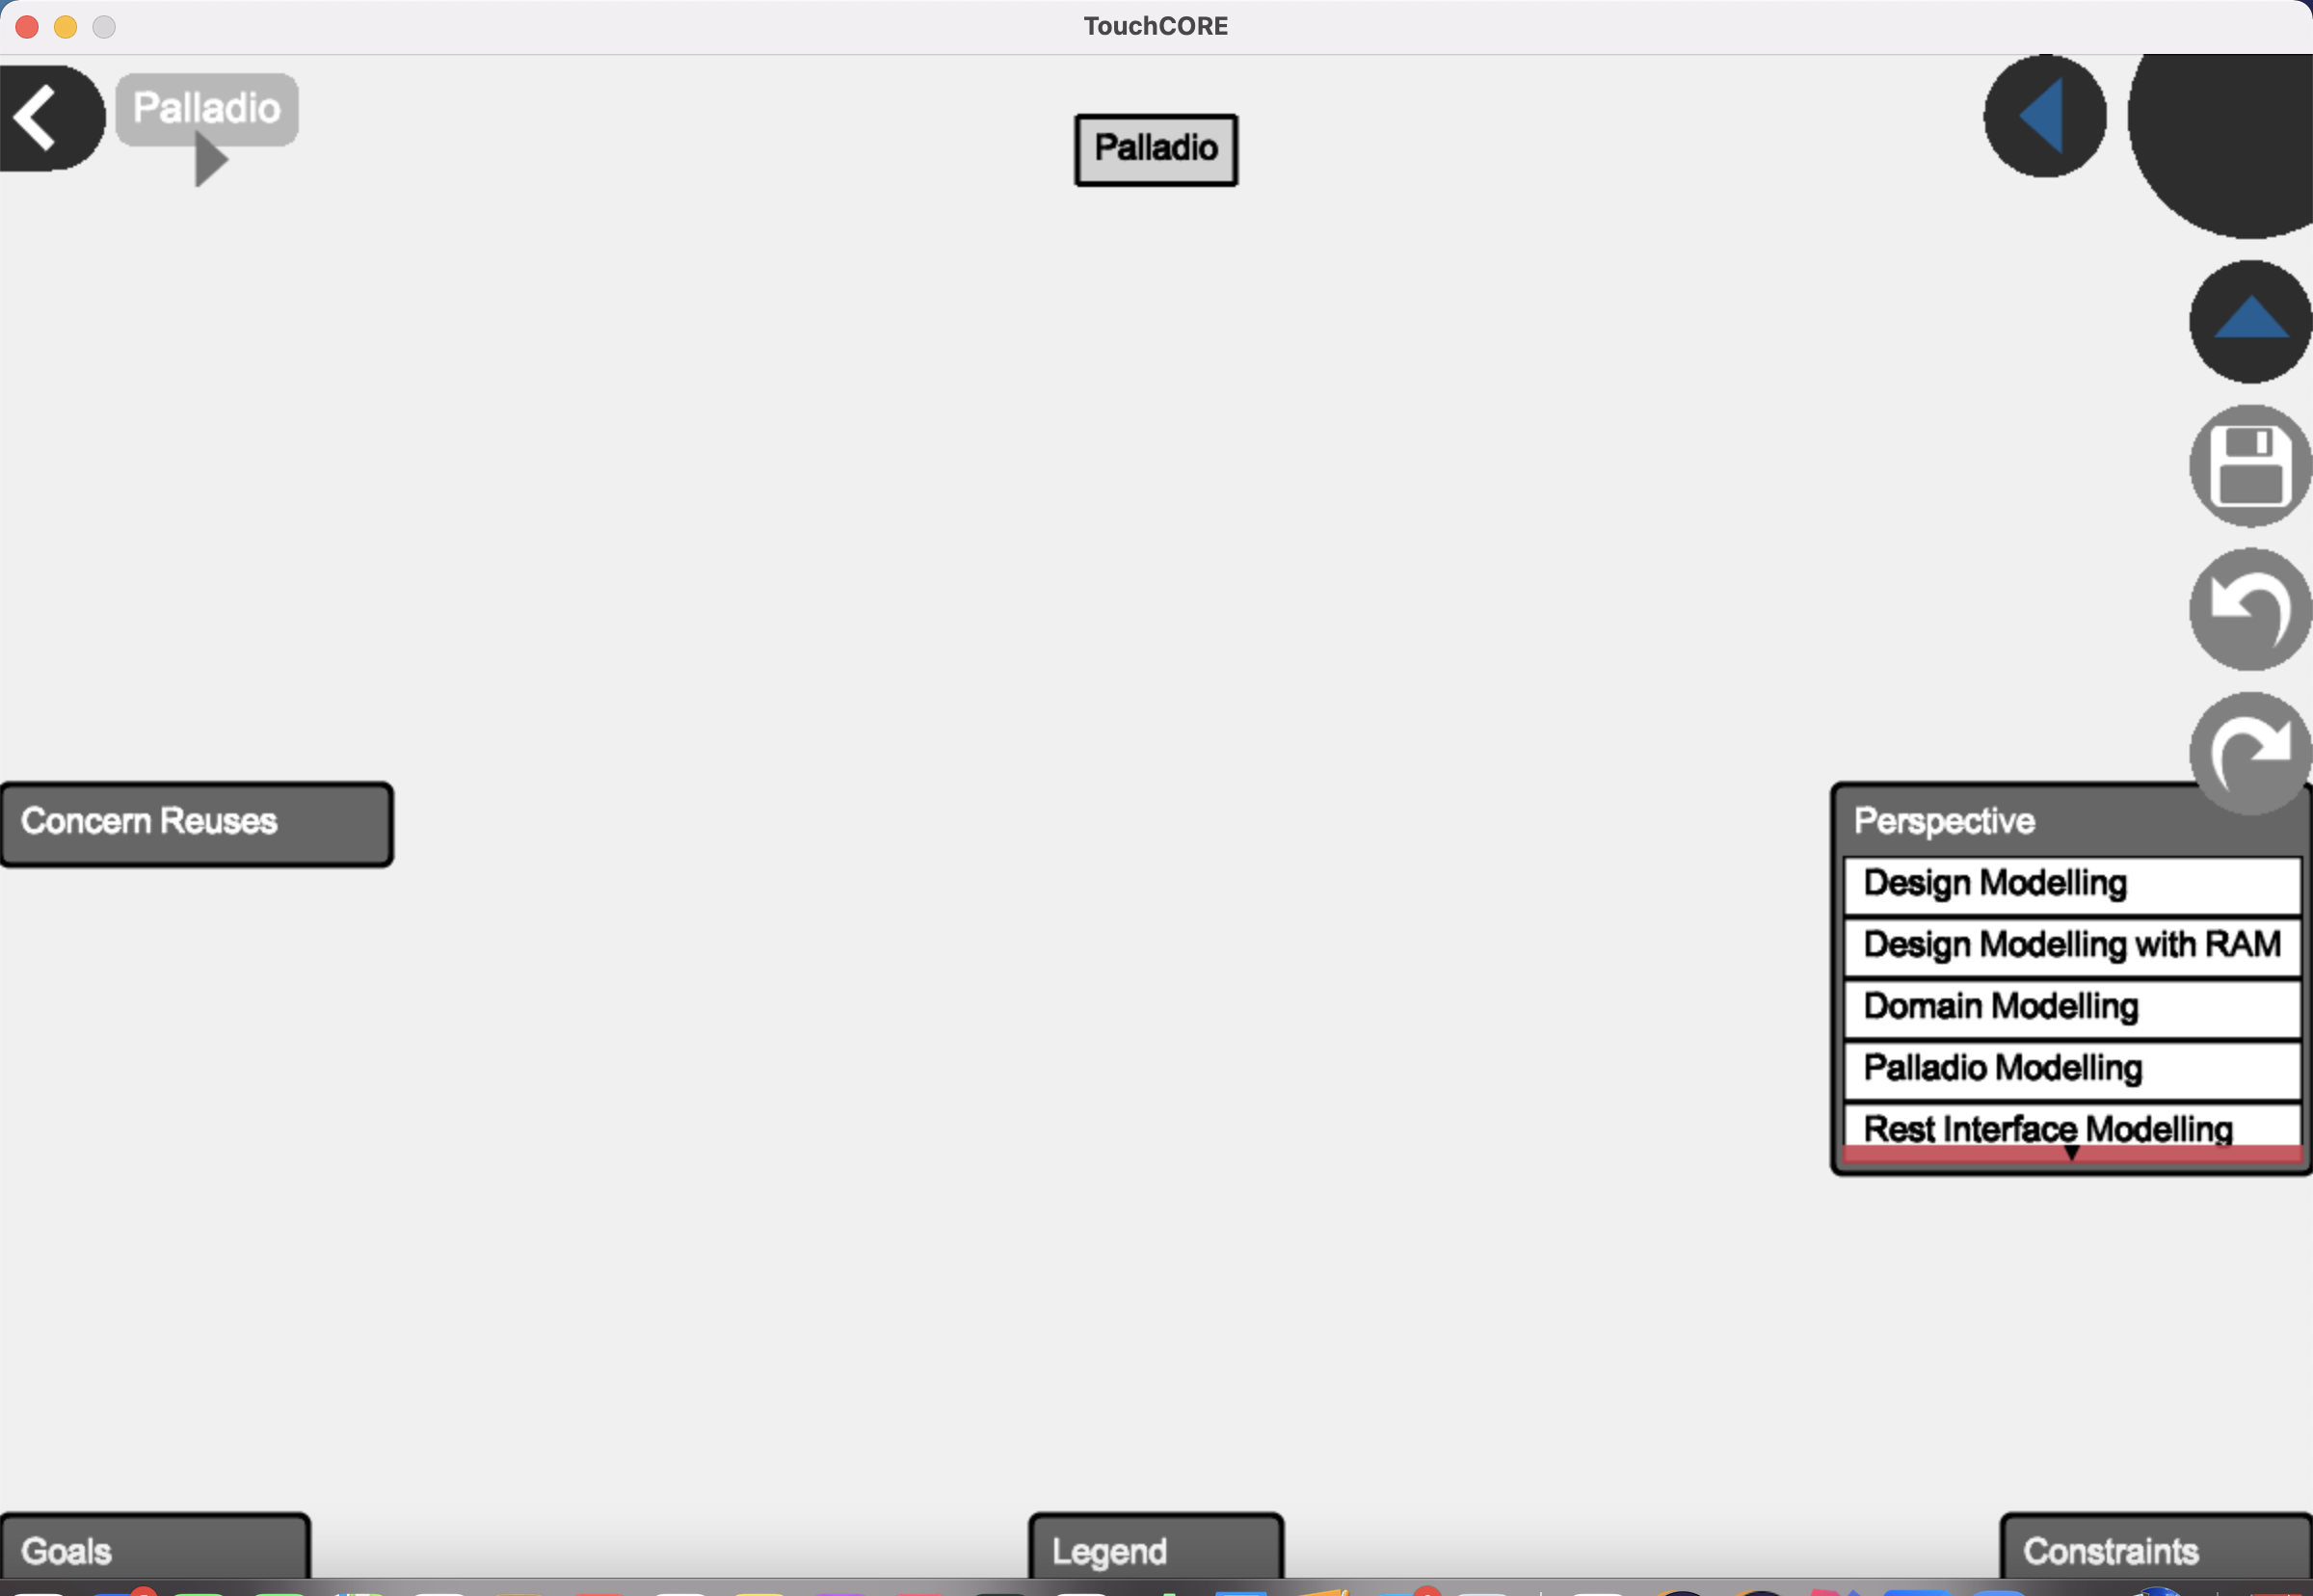 TouchCORE
Palladio
Palladio
Concern Reuses
Perspective
Design Modelling
Design Modelling with RAM
Domain Modelling
Palladio Modelling
Rest Interface Modelling
Goals
Legend
Constraints